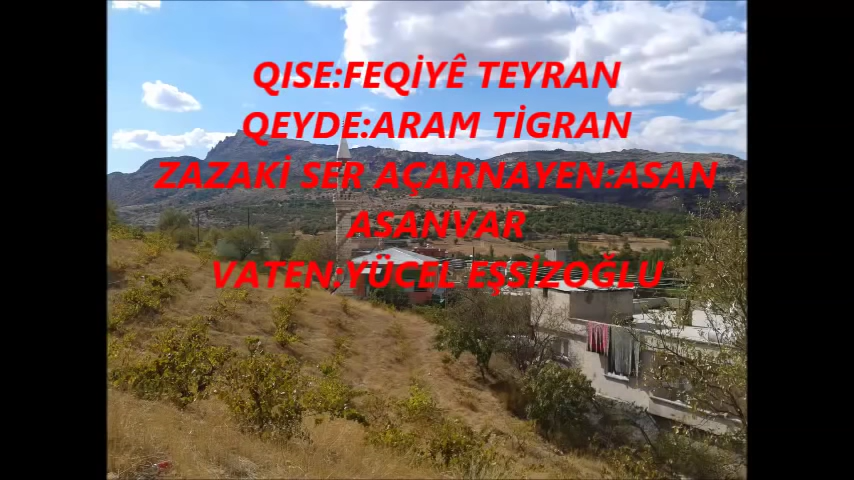 QISE:FEQİYÊ TEYRAN
QEYDE:ARAM TİGRAN
ZAZAKİ SER AÇARNAYEN:ASAN
ASANVAR
VATEN:YÜCEL EŞSİZOĞLU